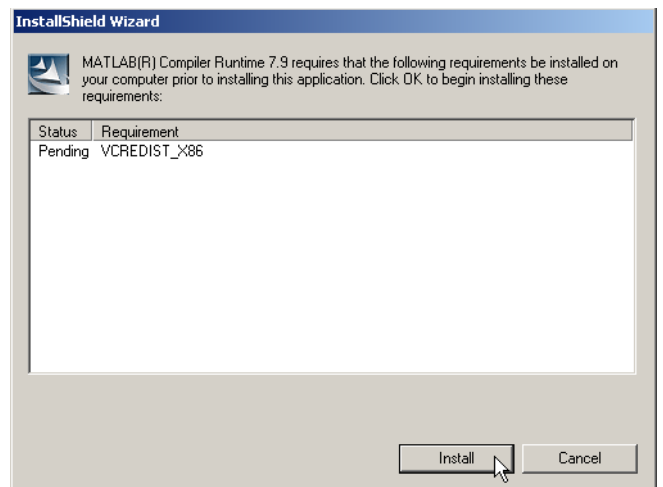 InstallShield Wizard
MATLAB(R) Compiler Runtime 7.9 requires that the following requirements be installed on
your computer prior to installing this application. Click OK to begin installing these
requirements:
Status Requirement
Pending VCREDIST_X86
Install Cancel